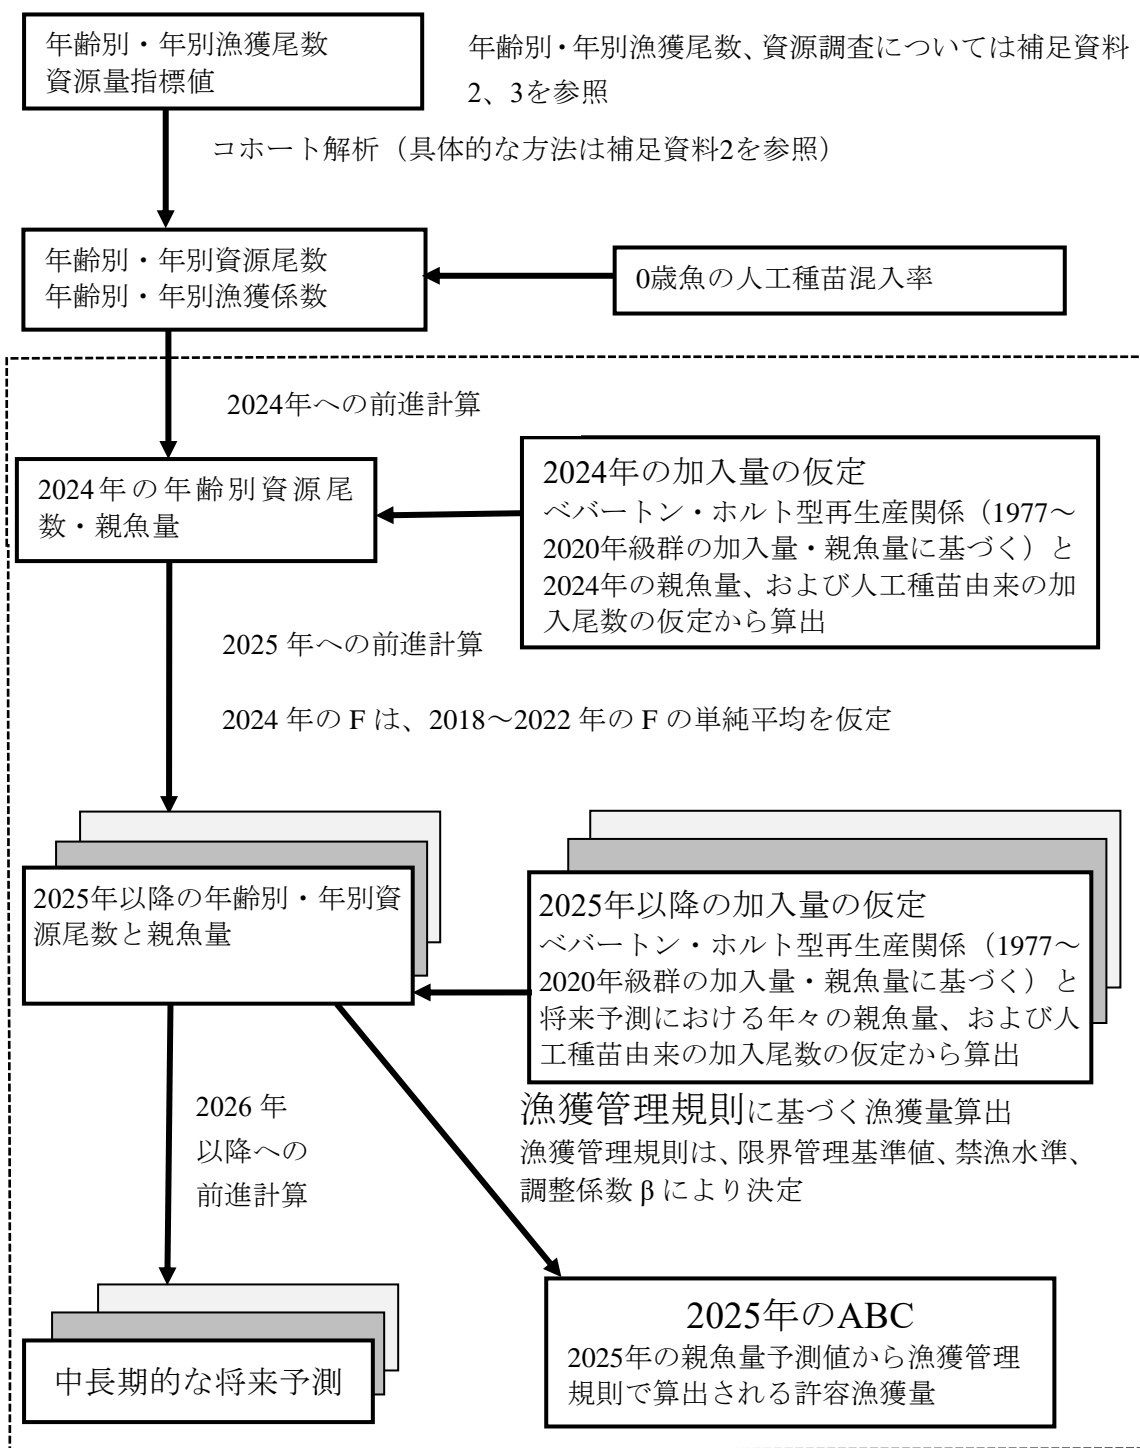 年齢別・年別漁獲尾数
資源量指標値
年齢別・年別漁獲尾数、資源調査については補足資料
2、3を参照
コホート解析（具体的な方法は補足資料2を参照）
年齢別・年別資源尾数
年齢別・年別漁獲係数
0歳魚の人工種苗混入率
2024年への前進計算
2024年の年齢別資源尾
数・親魚量
2024年の加入量の仮定
ベバートン・ホルト型再生産関係（1977～
2020年級群の加入量・親魚量に基づく）と
2024年の親魚量、および人工種苗由来の加
入尾数の仮定から算出
2025 年への前進計算
2024 年の F は、2018～2022 年の F の単純平均を仮定
2025年以降の年齢別・年別資
源尾数と親魚量
2025年以降の加入量の仮定
ベバートン・ホルト型再生産関係（1977～
2020年級群の加入量・親魚量に基づく）と
将来予測における年々の親魚量、および人
工種苗由来の加入尾数の仮定から算出
2026 年
以降への
前進計算
漁獲管理規則に基づく漁獲量算出
漁獲管理規則は、限界管理基準値、禁漁水準、
調整係数 β により決定
中長期的な将来予測
2025年のABC
2025年の親魚量予測値から漁獲管理
規則で算出される許容漁獲量